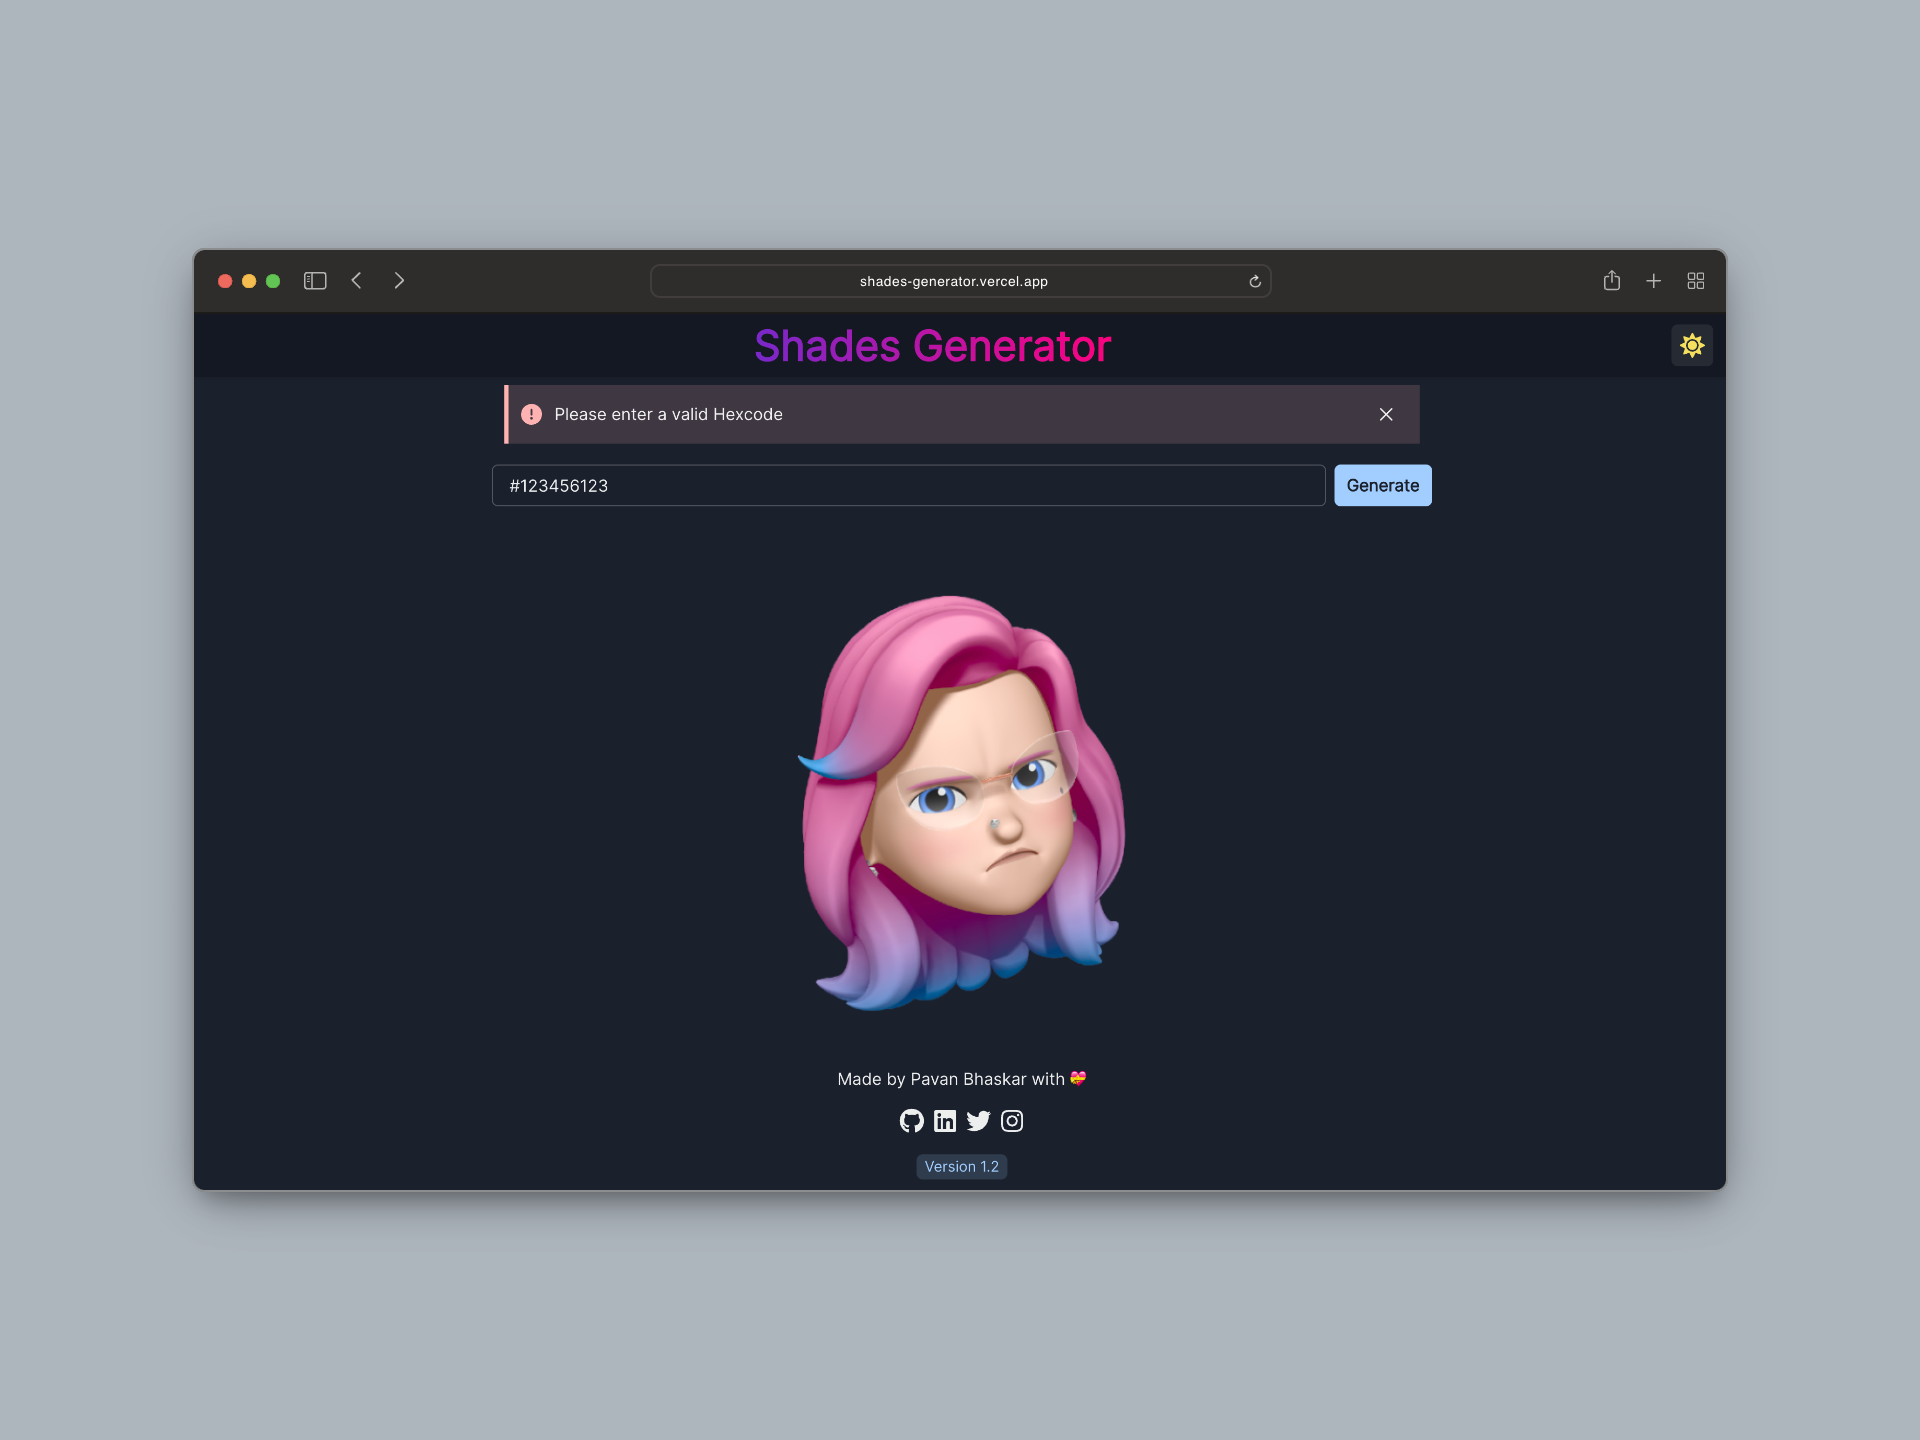 shades-generator.vercel.app
Shades Generator
Please enter a valid Hexcode
#123456123
Generate
Made by Pavan Bhaskar with 💝
Version 1.2